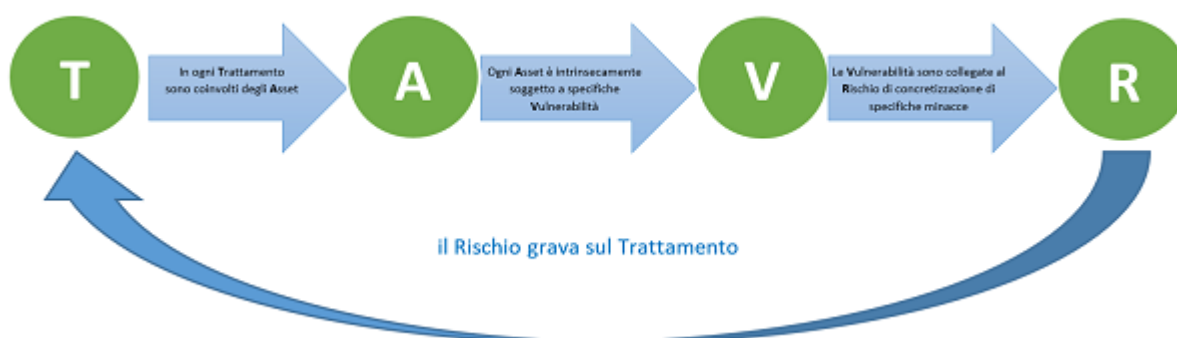 T
In ogni Trattamento
sono coinvolti degli Asset
A
Ogni Asset è intrinsecamente
soggetto a specifiche
Vulnerabilità
V
Le Vulnerabilità sono collegate al
Rischio di concretizzazione di
specifiche minacce
R
il Rischio grava sul Trattamento